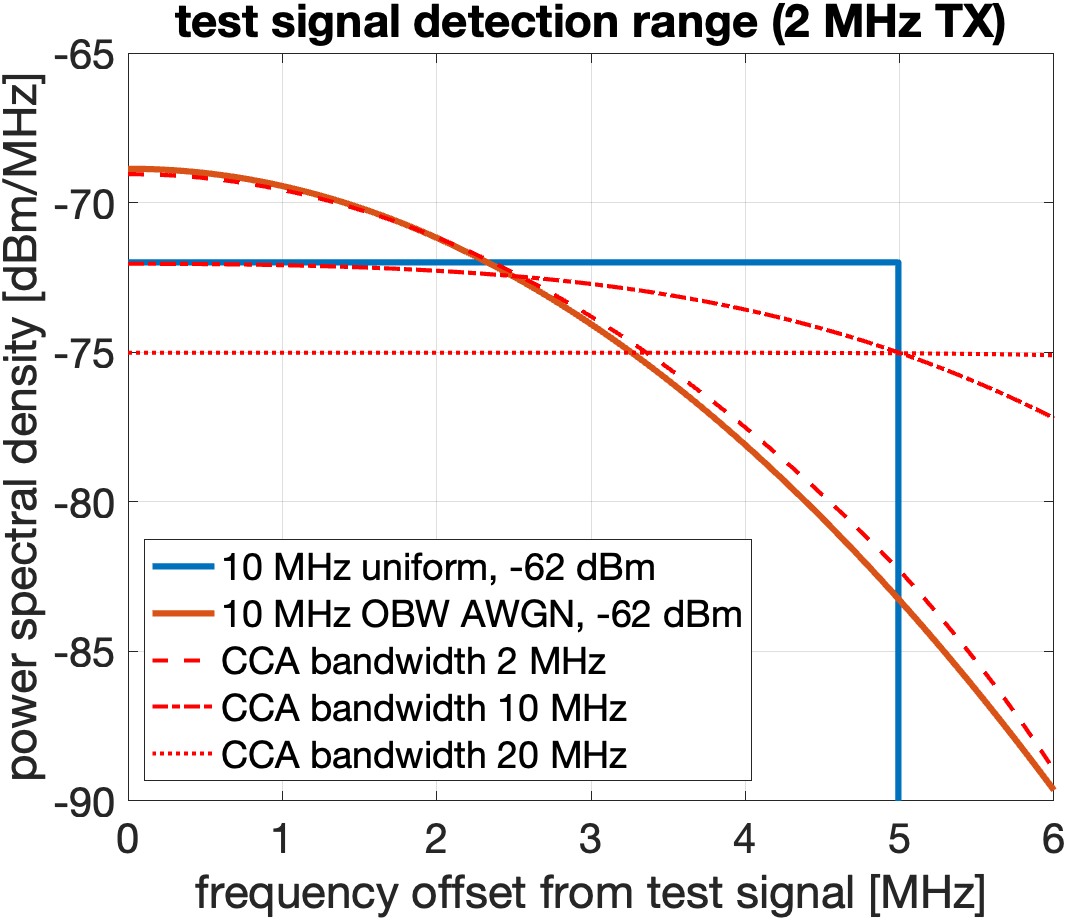 test signal detection range (2 MHz TX)
power spectral density [dBm/MHz]
-65
-70
-75
-80
-85
-90
10 MHz uniform, -62 dBm
10 MHz OBW AWGN, -62 dBm
CCA bandwidth 2 MHz
CCA bandwidth 10 MHz
CCA bandwidth 20 MHz
0 1 2 3 4 5 6
frequency offset from test signal [MHz]